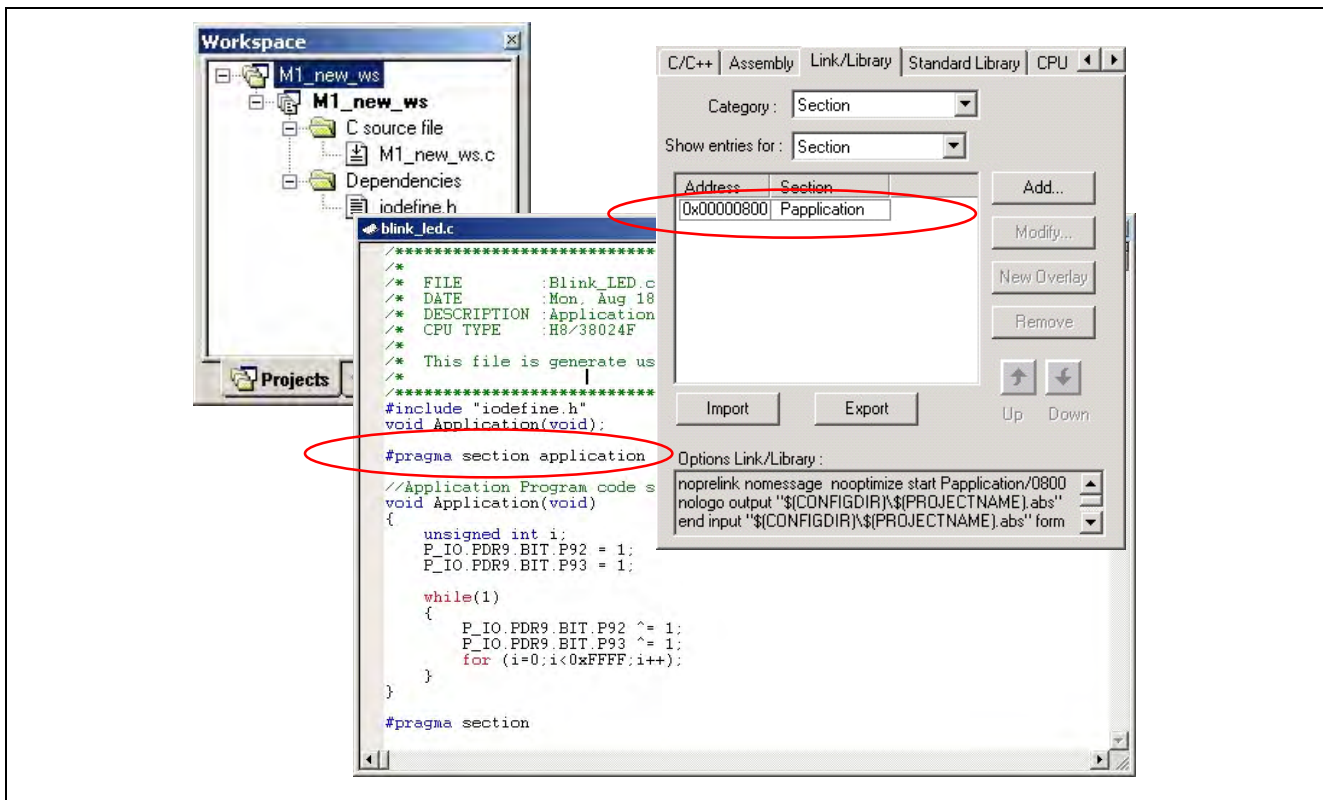 Workspace
M1_new_ws
M1_new_ws
C source file
M1_new_ws.c
Dependencies
iodefine.h
Projects
C/C++ Assembly Link/Library Standard Library CPU
Category : Section
Show entries for : Section
Address Section
0x00000800 Papplication
Add...
Modify...
New Overlay
Remove
Import Export
Up Down
Options Link/Library :
noprelink nomessage nooptimize start Papplication/0800
nologo output "$(CONFIGDIR)\$(PROJECTNAME).abs"
end input "$(CONFIGDIR)\$(PROJECTNAME).abs" form
blink_led.c
/******************************
/*
/* FILE :Blink_LED.c
/* DATE :Mon, Aug 18
/* DESCRIPTION :Application
/* CPU TYPE :H8/38024F
/*
/* This file is generate us
/*
/******************************
#include "iodefine.h"
void Application(void);
#pragma section application
//Application Program code s
void Application(void)
{
unsigned int i;
P_IO.PDR9.BIT.P92 = 1;
P_IO.PDR9.BIT.P93 = 1;
while(1)
{
P_IO.PDR9.BIT.P92 ^= 1;
P_IO.PDR9.BIT.P93 ^= 1;
for (i=0;i<0xFFFF;i++);
}
}
#pragma section